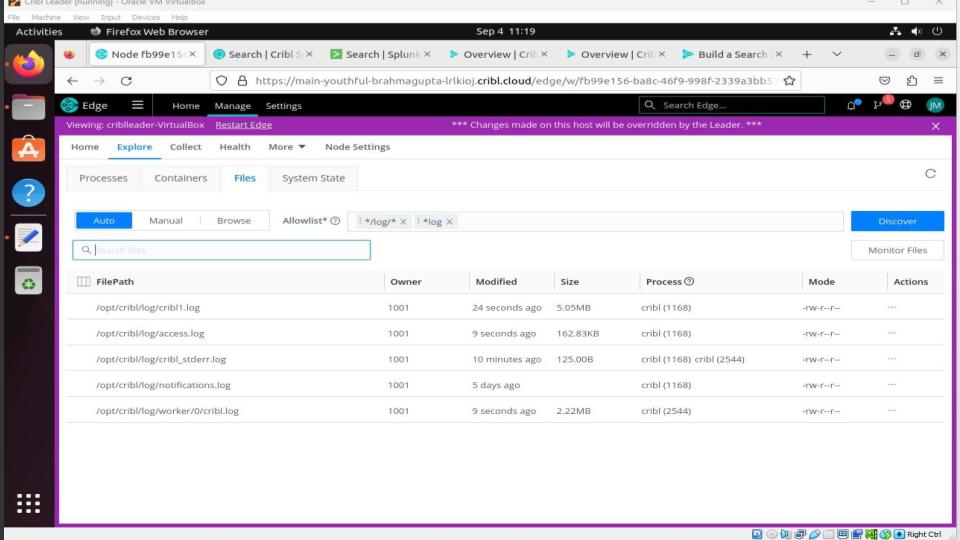 Cribl Leader [Running] - Oracle VM VirtualBox
File Machine View Input Devices Help
Activities Firefox Web Browser Sep 4 11:19
Node fb99e15 Search | Cribl S Search | Splunk Overview | Crib Overview | Crib Build a Search
https://main-youthful-brahmagupta-lrlkioj.cribl.cloud/edge/w/fb99e156-ba8c-46f9-998f-2339a3bb5
Edge Home Manage Settings Search Edge... 5 JM
Viewing: criblleader-VirtualBox Restart Edge *** Changes made on this host will be overridden by the Leader. ***
Home Explore Collect Health More Node Settings
Processes Containers Files System State
Auto Manual Browse Allowlist* */log/* *log Discover
Search files Monitor Files
FilePath Owner Modified Size Process Mode Actions
/opt/cribl/log/cribl1.log 1001 24 seconds ago 5.05MB cribl (1168) -rw-r--r-- ...
/opt/cribl/log/access.log 1001 9 seconds ago 162.83KB cribl (1168) -rw-r--r-- ...
/opt/cribl/log/cribl_stderr.log 1001 10 minutes ago 125.00B cribl (1168) cribl (2544) -rw-r--r-- ...
/opt/cribl/log/notifications.log 1001 5 days ago cribl (1168) -rw-r--r-- ...
/opt/cribl/log/worker/0/cribl.log 1001 9 seconds ago 2.22MB cribl (2544) -rw-r--r-- ...
Right Ctrl